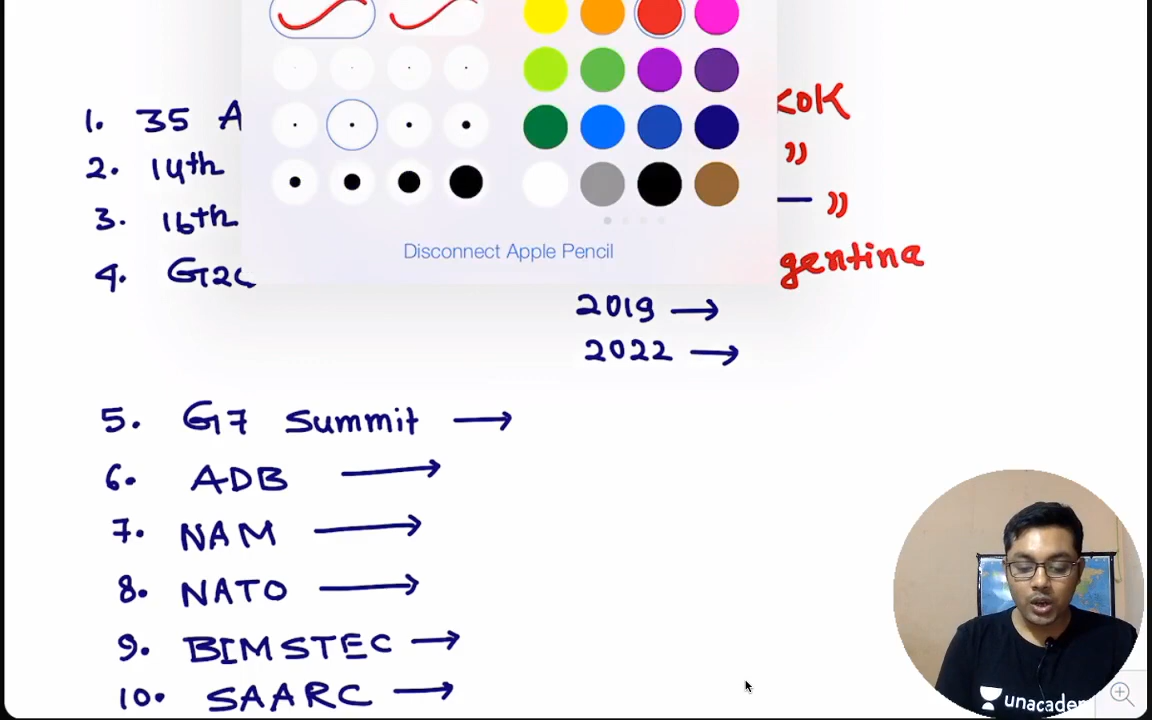 1. 35 A
KOK
2. 14th
"
3. 16th
— "
4. G20
gentina
Disconnect Apple Pencil
2019 →
2022 →
5. G7 Summit →
6. ADB →
7. NAM →
8. NATO →
9. BIMSTEC →
10. SAARC →
unacade